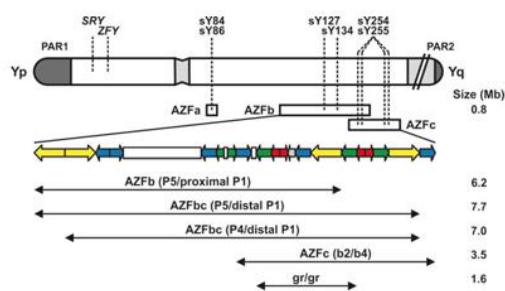 SRY
ZFY
sY84
sY86
sY127
sY134
sY254
sY255
PAR1
PAR2
Yp
Yq
Size (Mb)
AZFa
AZFb
0.8
AZFc
AZFb (P5/proximal P1)
6.2
AZFbc (P5/distal P1)
7.7
AZFbc (P4/distal P1)
7.0
AZFc (b2/b4)
3.5
gr/gr
1.6